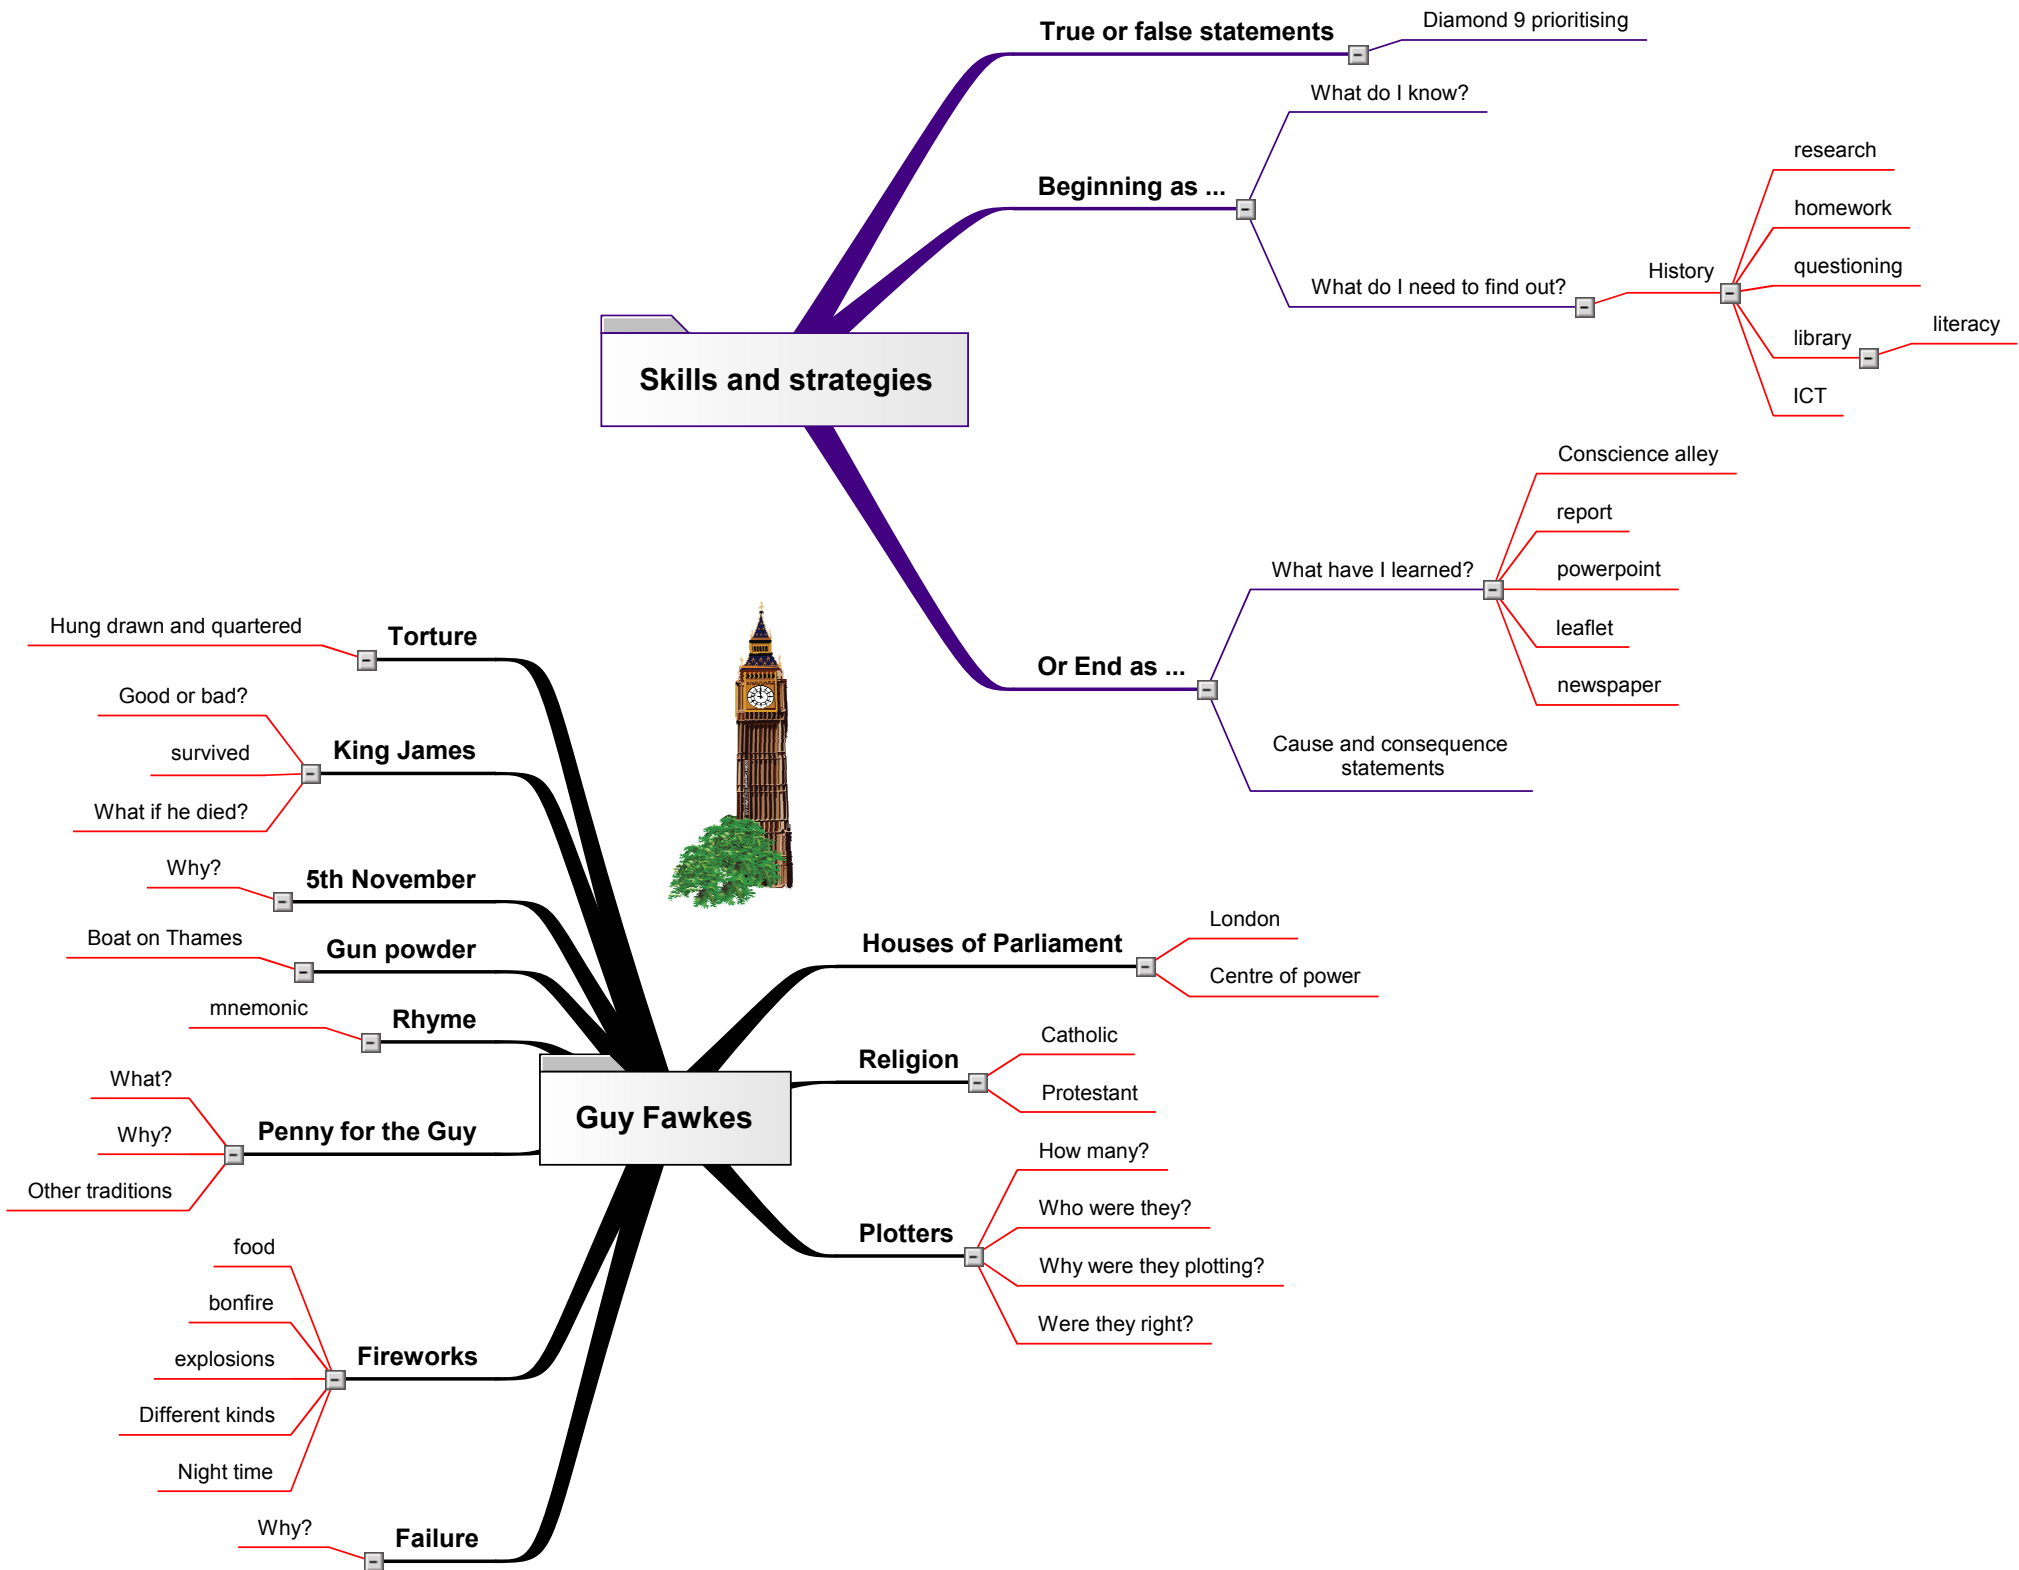 True or false statements
Diamond 9 prioritising
Beginning as ...
What do I know?
What do I need to find out?
History
research
homework
questioning
library
literacy
ICT
Skills and strategies
Or End as ...
What have I learned?
Conscience alley
report
powerpoint
leaflet
newspaper
Cause and consequence
statements
Torture
Hung drawn and quartered
King James
Good or bad?
survived
What if he died?
5th November
Why?
Gun powder
Boat on Thames
Rhyme
mnemonic
Penny for the Guy
What?
Why?
Other traditions
Fireworks
food
bonfire
explosions
Different kinds
Night time
Failure
Why?
Guy Fawkes
Houses of Parliament
London
Centre of power
Religion
Catholic
Protestant
Plotters
How many?
Who were they?
Why were they plotting?
Were they right?